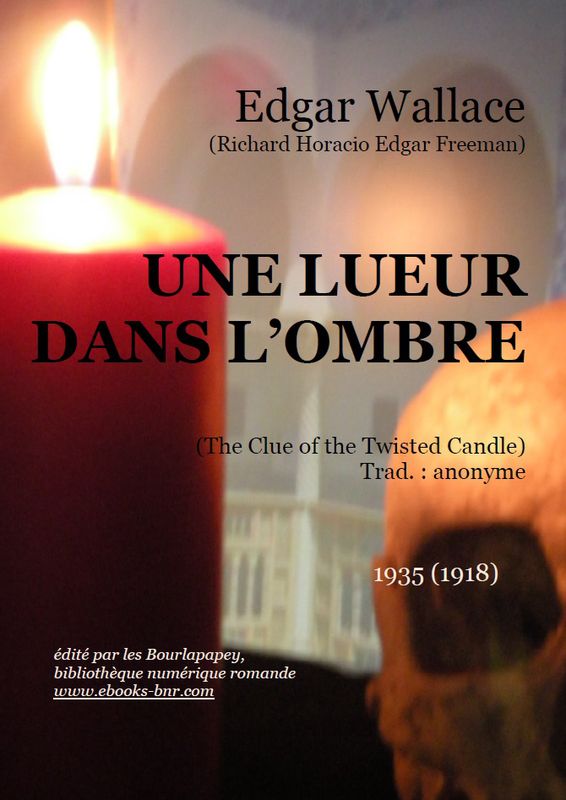 Edgar Wallace
(Richard Horacio Edgar Freeman)
UNE LUEUR
DANS L’OMBRE
(The Clue of the Twisted Candle)
Trad. : anonyme
1935 (1918)
édité par les Bourlapapey,
bibliothèque numérique romande
www.ebooks-bnr.com